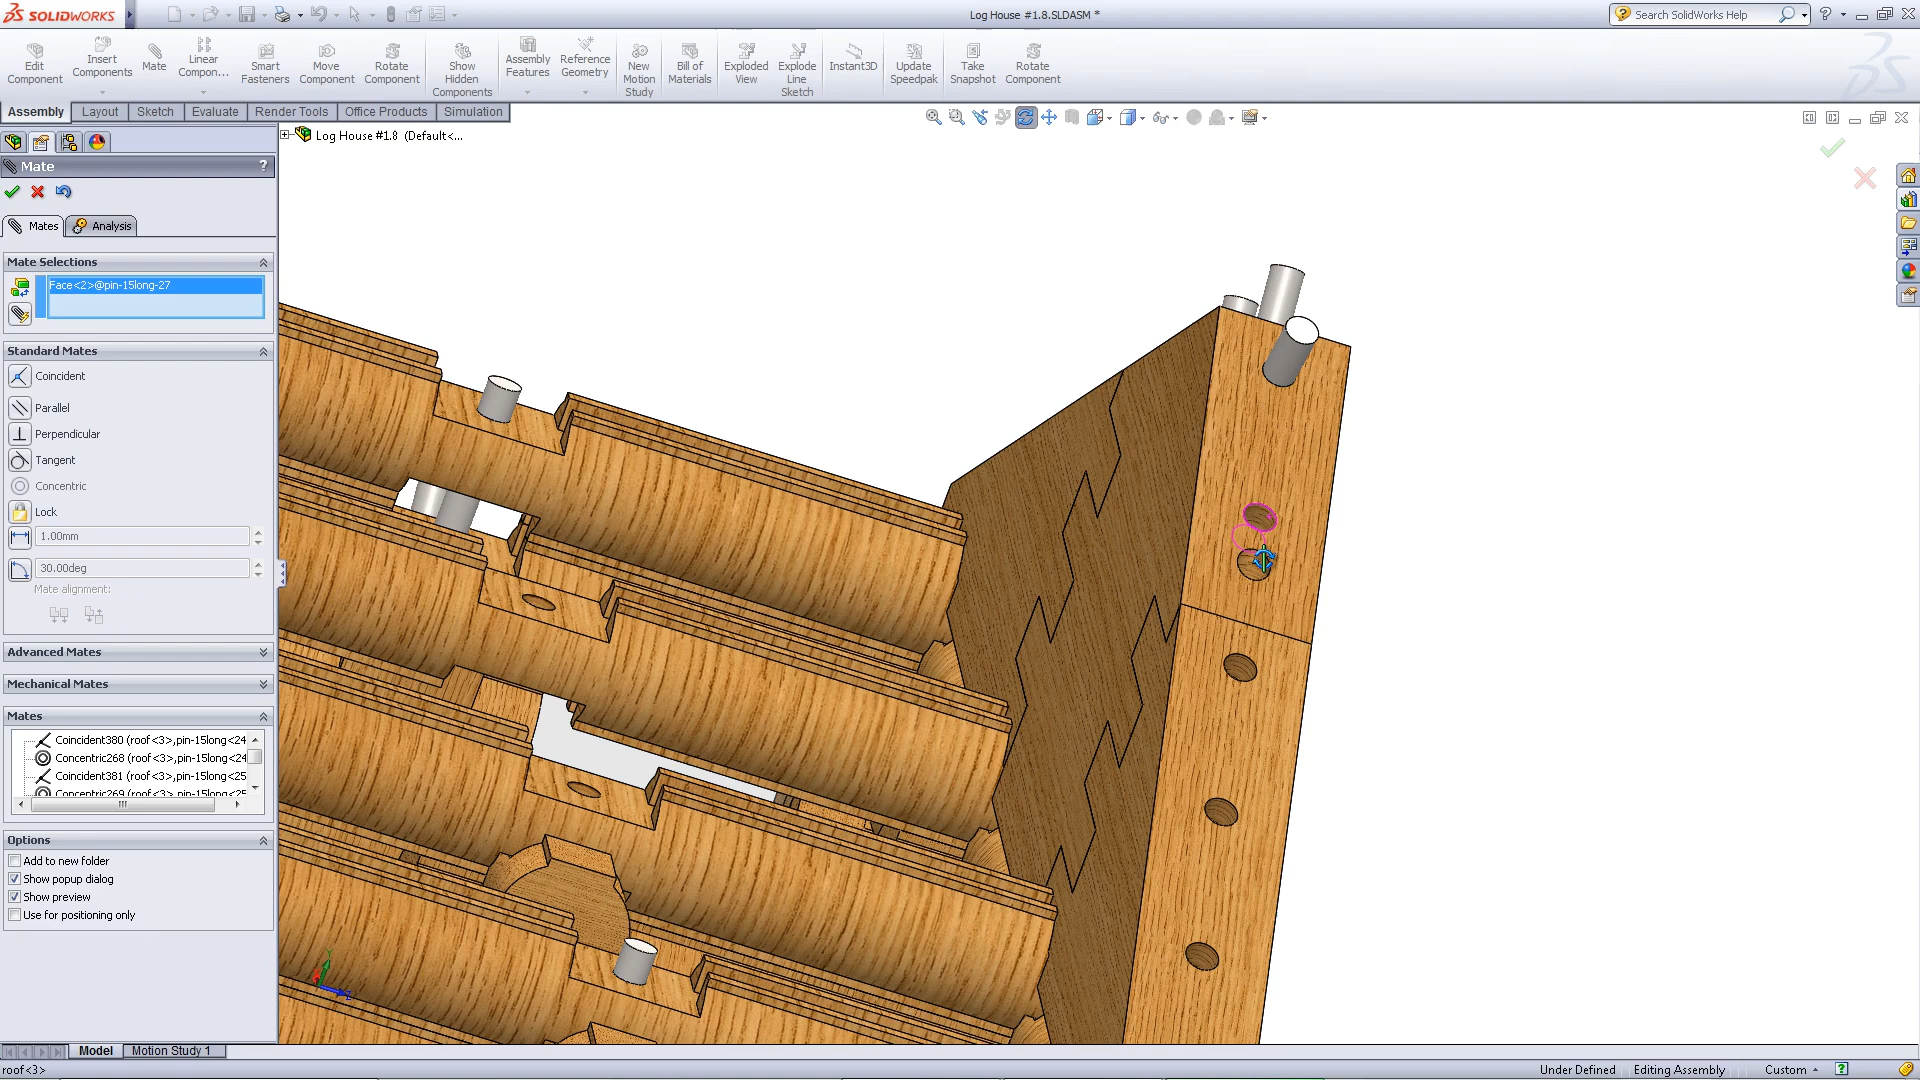 SOLIDWORKS
Log House #1.8.SLDASM *
Search SolidWorks Help
Edit Component
Insert Components
Mate
Linear Compon...
Smart Fasteners
Move Component
Rotate Component
Show Hidden Components
Assembly Features
Reference Geometry
New Motion Study
Bill of Materials
Exploded View
Explode Line Sketch
Instant3D
Update Speedpak
Take Snapshot
Rotate Component
Assembly
Layout
Sketch
Evaluate
Render Tools
Office Products
Simulation
Log House #1.8 (Default<...
Mate
?
Mates
Analysis
Mate Selections
Face<2>@pin-15long-27
Standard Mates
Coincident
Parallel
Perpendicular
Tangent
Concentric
Lock
1.00mm
30.00deg
Mate alignment:
Advanced Mates
Mechanical Mates
Mates
Coincident380 (roof<3>,pin-15long<24
Concentric268 (roof<3>,pin-15long<24
Coincident381 (roof<3>,pin-15long<25
Concentric269 (roof<3>,pin-15long<25
Options
Add to new folder
Show popup dialog
Show preview
Use for positioning only
Model
Motion Study 1
roof<3>
Under Defined
Editing Assembly
Custom